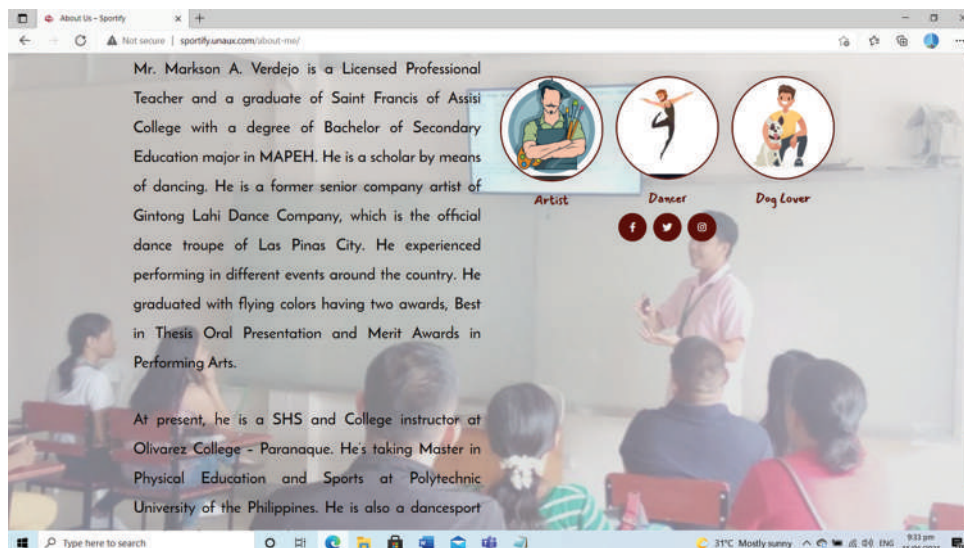 About Us – Sportify
Not secure | sportify.unaux.com/about-me/
Mr. Markson A. Verdejo is a Licensed Professional
Teacher and a graduate of Saint Francis of Assisi
College with a degree of Bachelor of Secondary
Education major in MAPEH. He is a scholar by means
of dancing. He is a former senior company artist of
Gintong Lahi Dance Company, which is the official
dance troupe of Las Pinas City. He experienced
performing in different events around the country. He
graduated with flying colors having two awards, Best
in Thesis Oral Presentation and Merit Awards in
Performing Arts.
At present, he is a SHS and College instructor at
Olivarez College – Paranaque. He's taking Master in
Physical Education and Sports at Polytechnic
University of the Philippines. He is also a dancesport
Artist
Dancer
Dog Lover
Type here to search
31°C Mostly sunny
ENG
9:33 pm